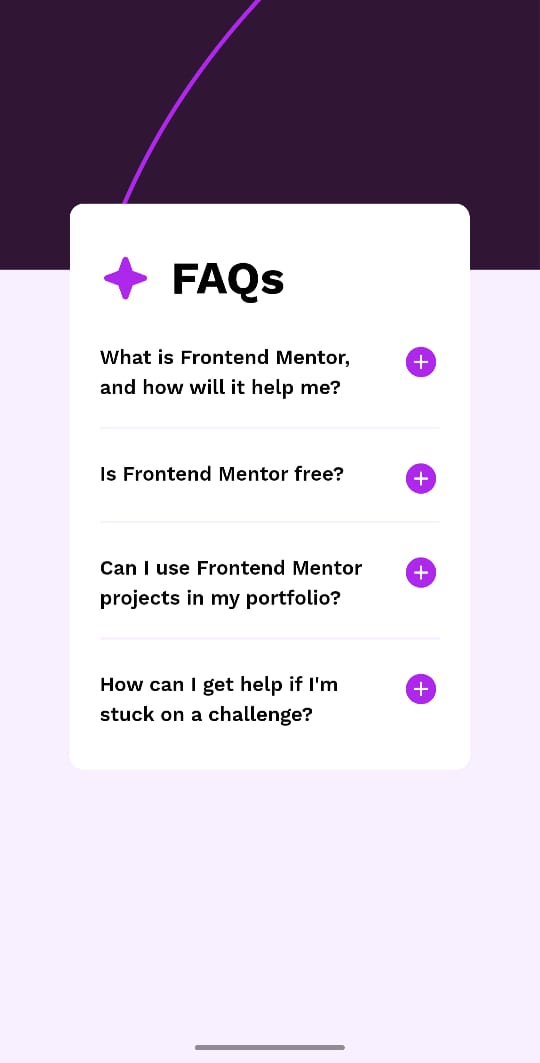 FAQs
What is Frontend Mentor,
and how will it help me?
Is Frontend Mentor free?
Can I use Frontend Mentor
projects in my portfolio?
How can I get help if I'm
stuck on a challenge?